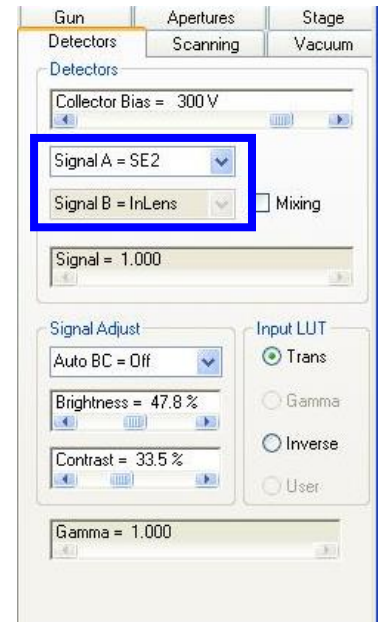 Gun Apertures Stage
Detectors Scanning Vacuum
Detectors
Collector Bias = 300 V
Signal A = SE2
Signal B = InLens Mixing
Signal = 1.000
Signal Adjust Input LUT
Auto BC = Off Trans
Brightness = 47.8 % Gamma
Inverse
Contrast = 33.5 %
User
Gamma = 1.000